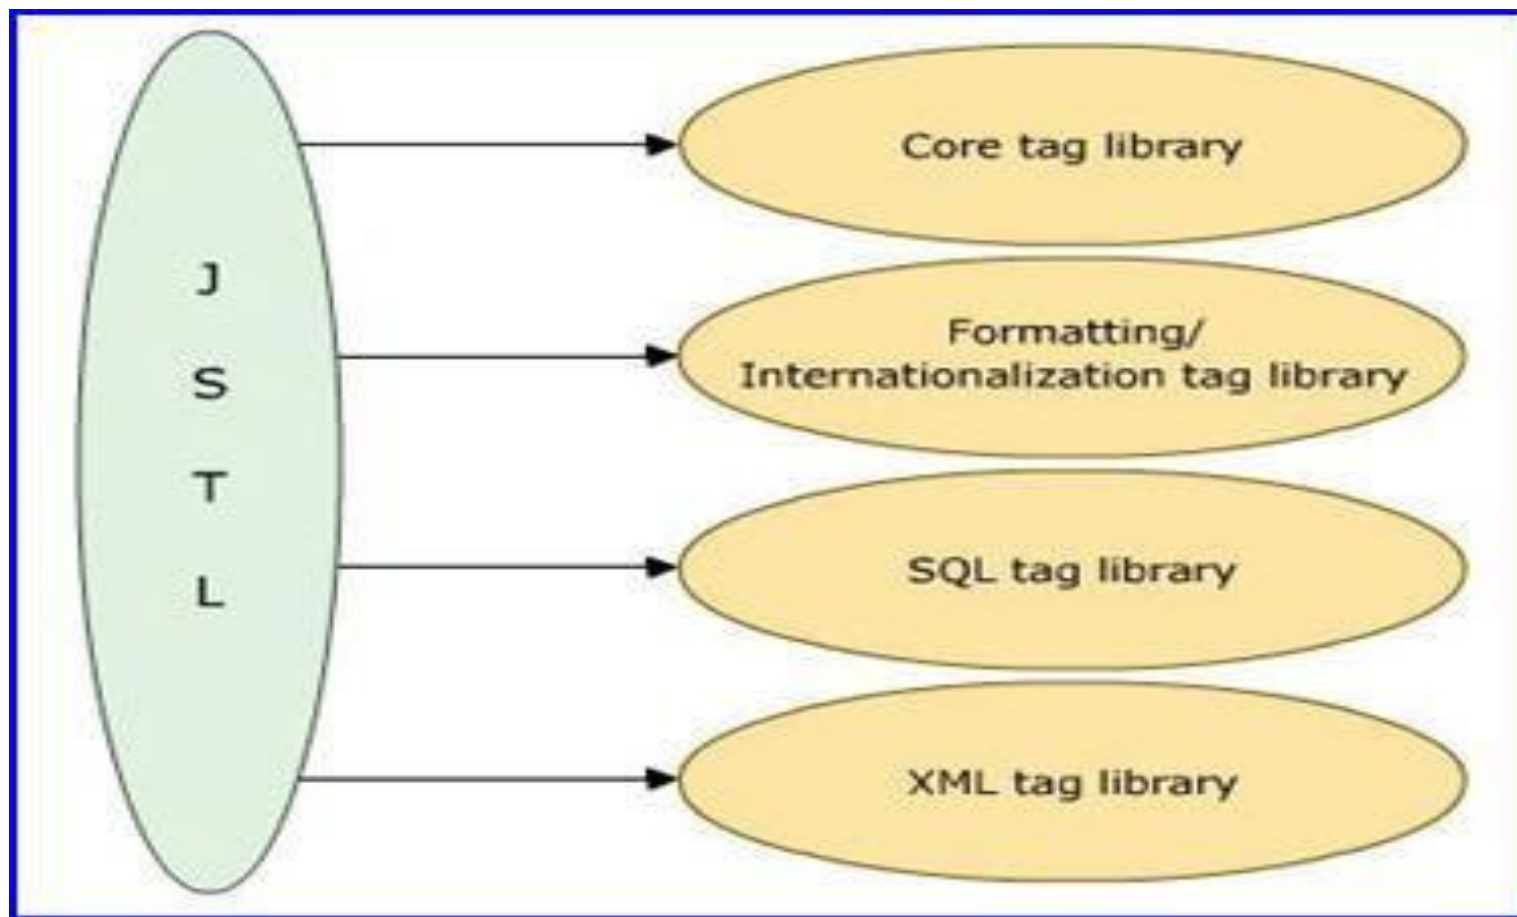 J
S
T
L
Core tag library
Formatting/
Internationalization tag library
SQL tag library
XML tag library